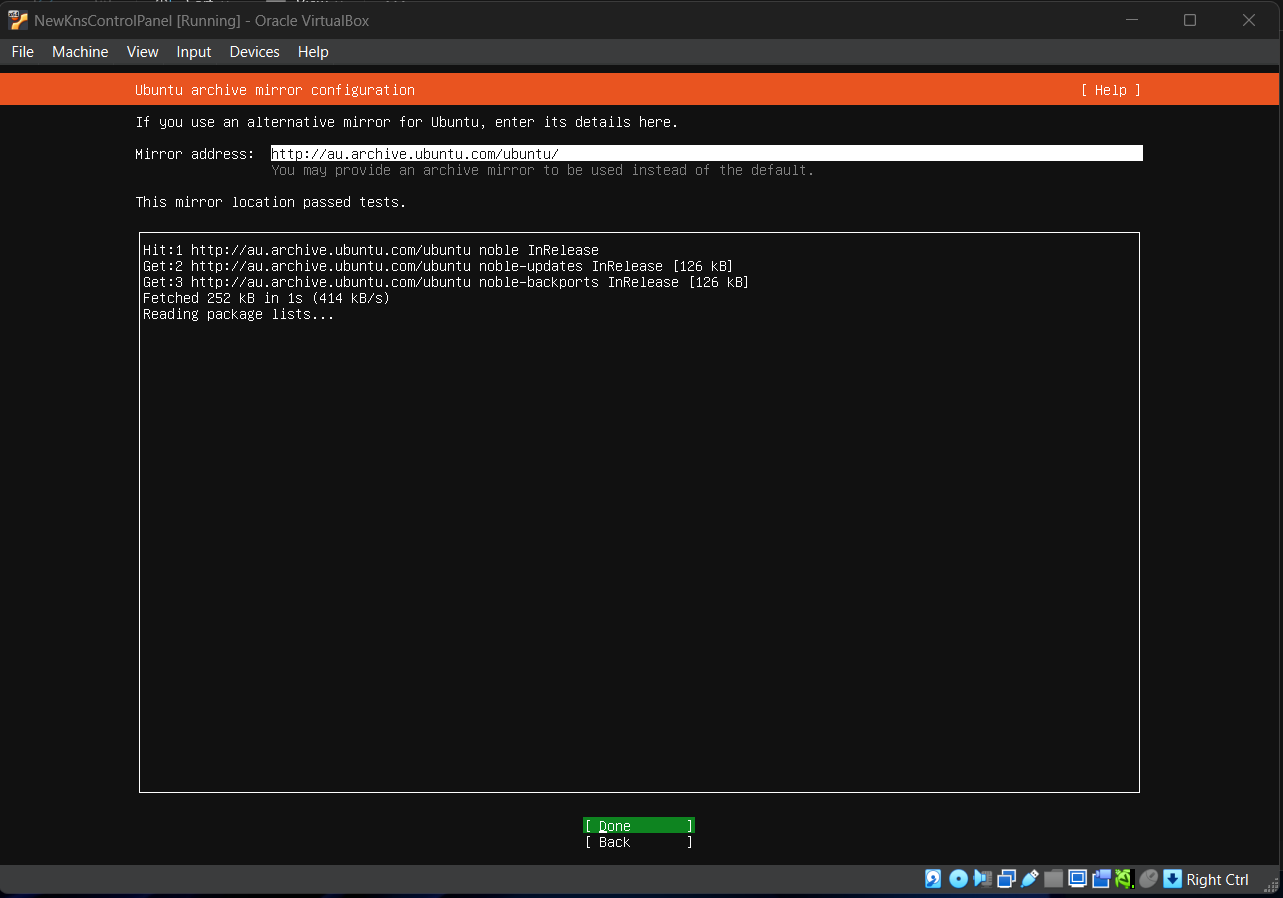 NewKnsControlPanel [Running] - Oracle VirtualBox
File Machine View Input Devices Help
Ubuntu archive mirror configuration [ Help ]
If you use an alternative mirror for Ubuntu, enter its details here.
Mirror address: http://au.archive.ubuntu.com/ubuntu/
You may provide an archive mirror to be used instead of the default.
This mirror location passed tests.
Hit:1 http://au.archive.ubuntu.com/ubuntu noble InRelease
Get:2 http://au.archive.ubuntu.com/ubuntu noble-updates InRelease [126 kB]
Get:3 http://au.archive.ubuntu.com/ubuntu noble-backports InRelease [126 kB]
Fetched 252 kB in 1s (414 kB/s)
Reading package lists...
[ Done ]
[ Back ]
Right Ctrl